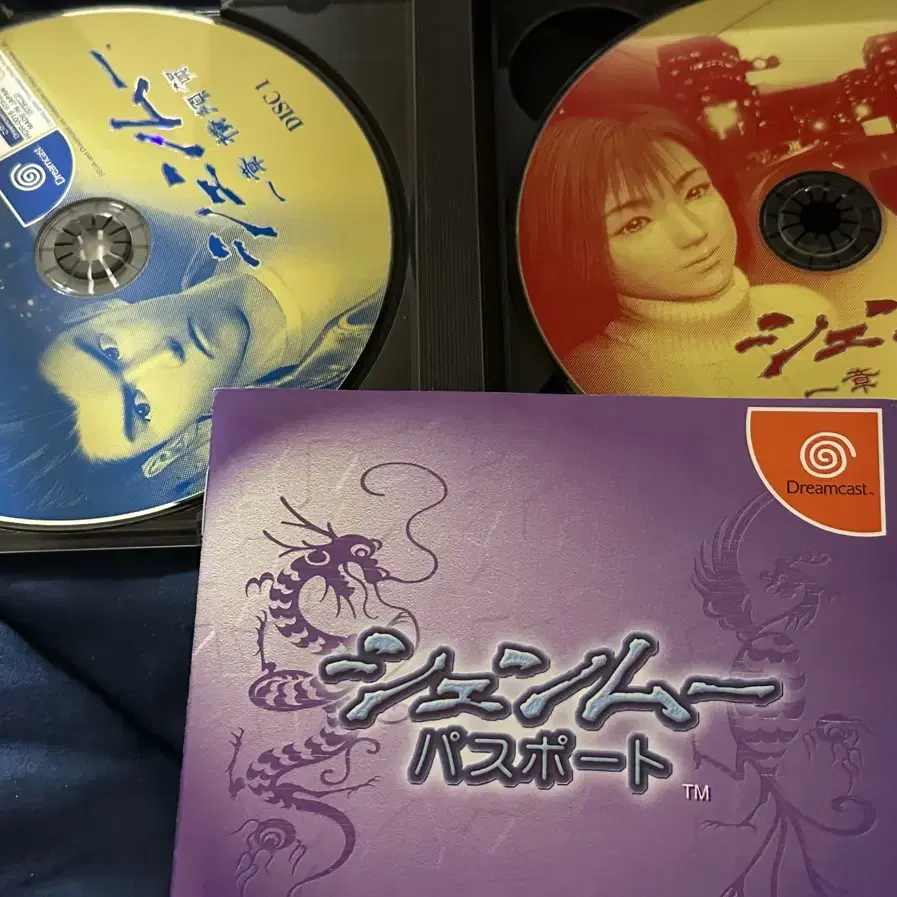 シェンムー
一章 横須賀
DISC 1
Dreamcast
シェン
一章
Dreamcast™
シェンムー
パスポート
TM